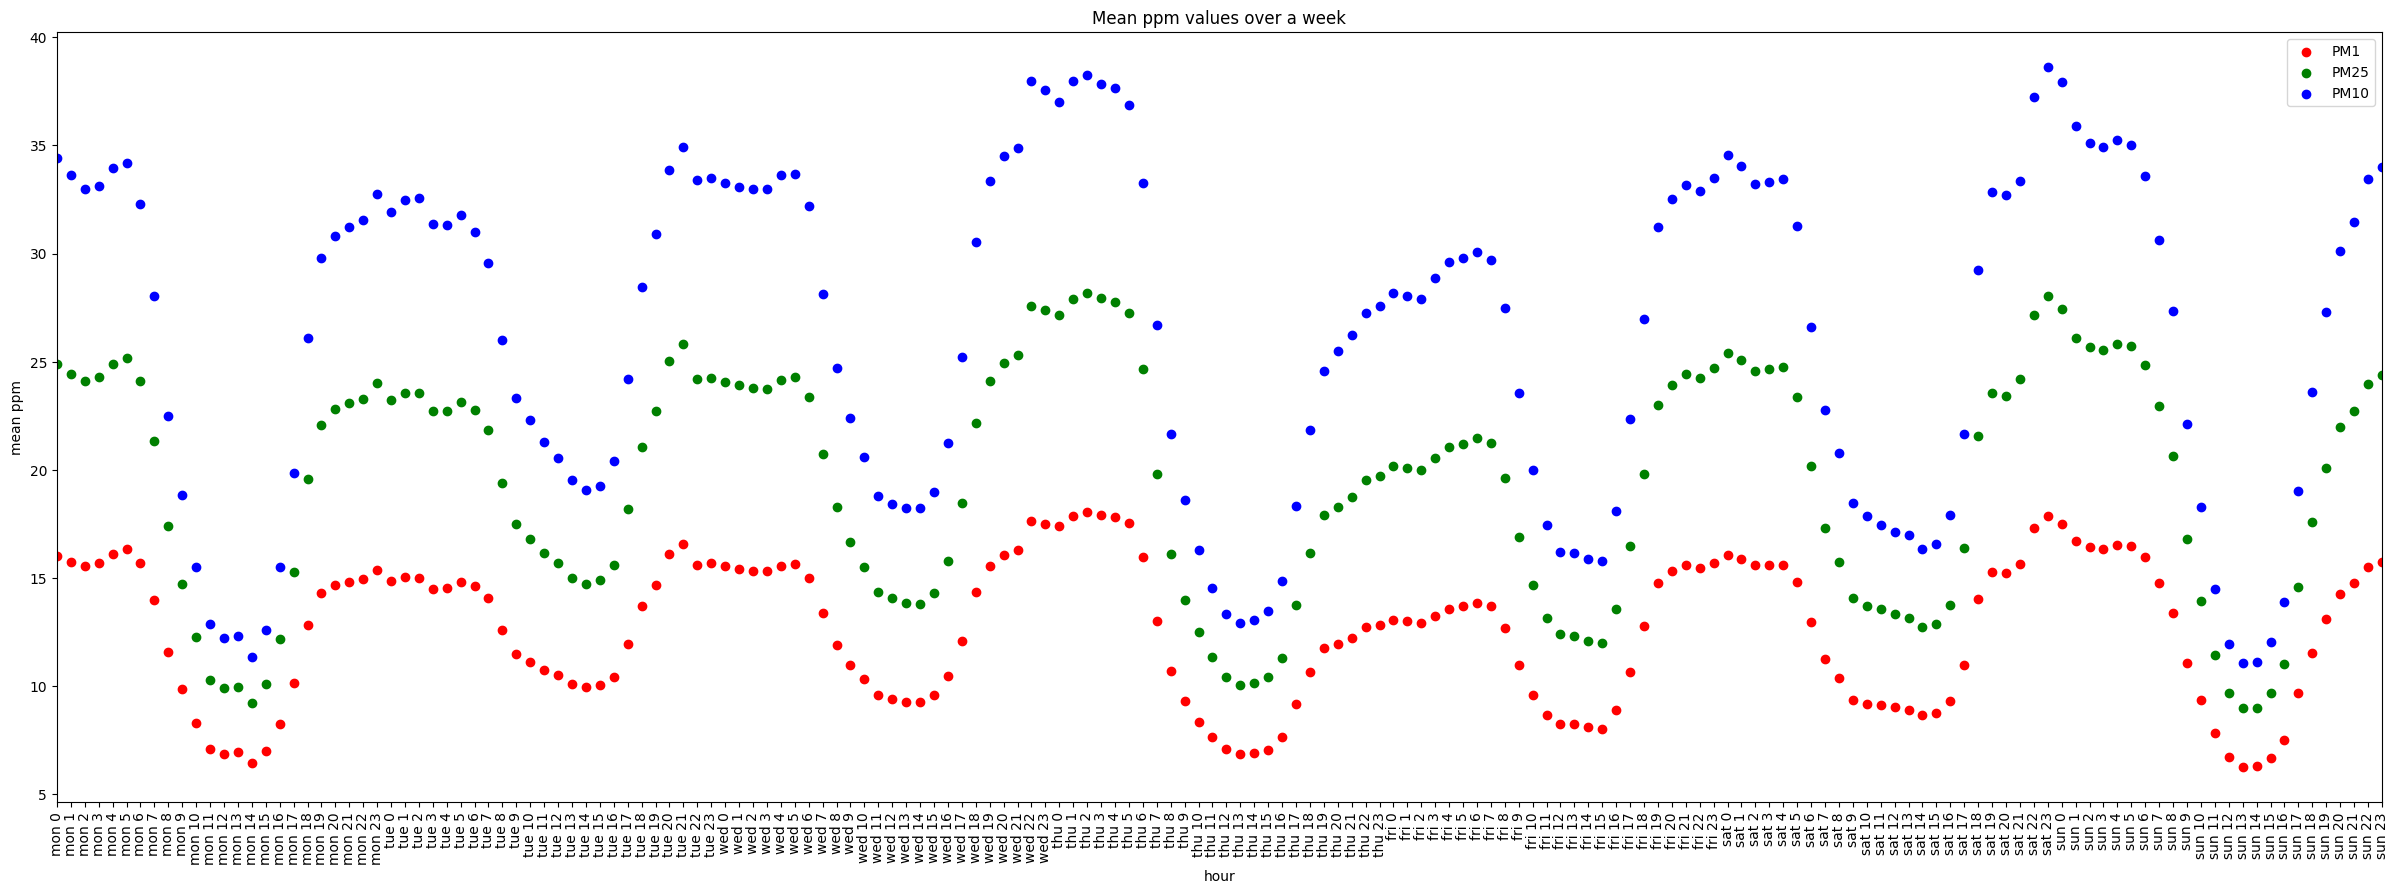 Mean ppm values over a week
40
35
30
25
20
15
10
5
mean ppm
PM1
PM25
PM10
mon 0
mon 1
mon 2
mon 3
mon 4
mon 5
mon 6
mon 7
mon 8
mon 9
mon 10
mon 11
mon 12
mon 13
mon 14
mon 15
mon 16
mon 17
mon 18
mon 19
mon 20
mon 21
mon 22
mon 23
tue 0
tue 1
tue 2
tue 3
tue 4
tue 5
tue 6
tue 7
tue 8
tue 9
tue 10
tue 11
tue 12
tue 13
tue 14
tue 15
tue 16
tue 17
tue 18
tue 19
tue 20
tue 21
tue 22
tue 23
wed 0
wed 1
wed 2
wed 3
wed 4
wed 5
wed 6
wed 7
wed 8
wed 9
wed 10
wed 11
wed 12
wed 13
wed 14
wed 15
wed 16
wed 17
wed 18
wed 19
wed 20
wed 21
wed 22
wed 23
thu 0
thu 1
thu 2
thu 3
thu 4
thu 5
thu 6
thu 7
thu 8
thu 9
thu 10
thu 11
thu 12
thu 13
thu 14
thu 15
thu 16
thu 17
thu 18
thu 19
thu 20
thu 21
thu 22
thu 23
fri 0
fri 1
fri 2
fri 3
fri 4
fri 5
fri 6
fri 7
fri 8
fri 9
fri 10
fri 11
fri 12
fri 13
fri 14
fri 15
fri 16
fri 17
fri 18
fri 19
fri 20
fri 21
fri 22
fri 23
sat 0
sat 1
sat 2
sat 3
sat 4
sat 5
sat 6
sat 7
sat 8
sat 9
sat 10
sat 11
sat 12
sat 13
sat 14
sat 15
sat 16
sat 17
sat 18
sat 19
sat 20
sat 21
sat 22
sat 23
sun 0
sun 1
sun 2
sun 3
sun 4
sun 5
sun 6
sun 7
sun 8
sun 9
sun 10
sun 11
sun 12
sun 13
sun 14
sun 15
sun 16
sun 17
sun 18
sun 19
sun 20
sun 21
sun 22
sun 23
hour